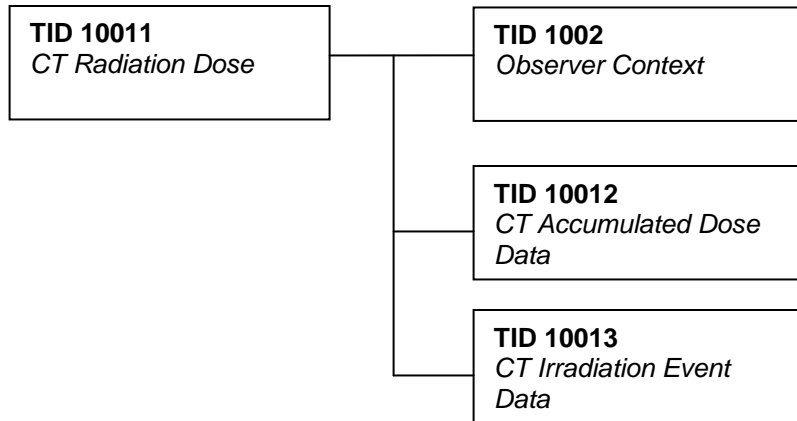 TID 10011
CT Radiation Dose
TID 1002
Observer Context
TID 10012
CT Accumulated Dose
Data
TID 10013
CT Irradiation Event
Data